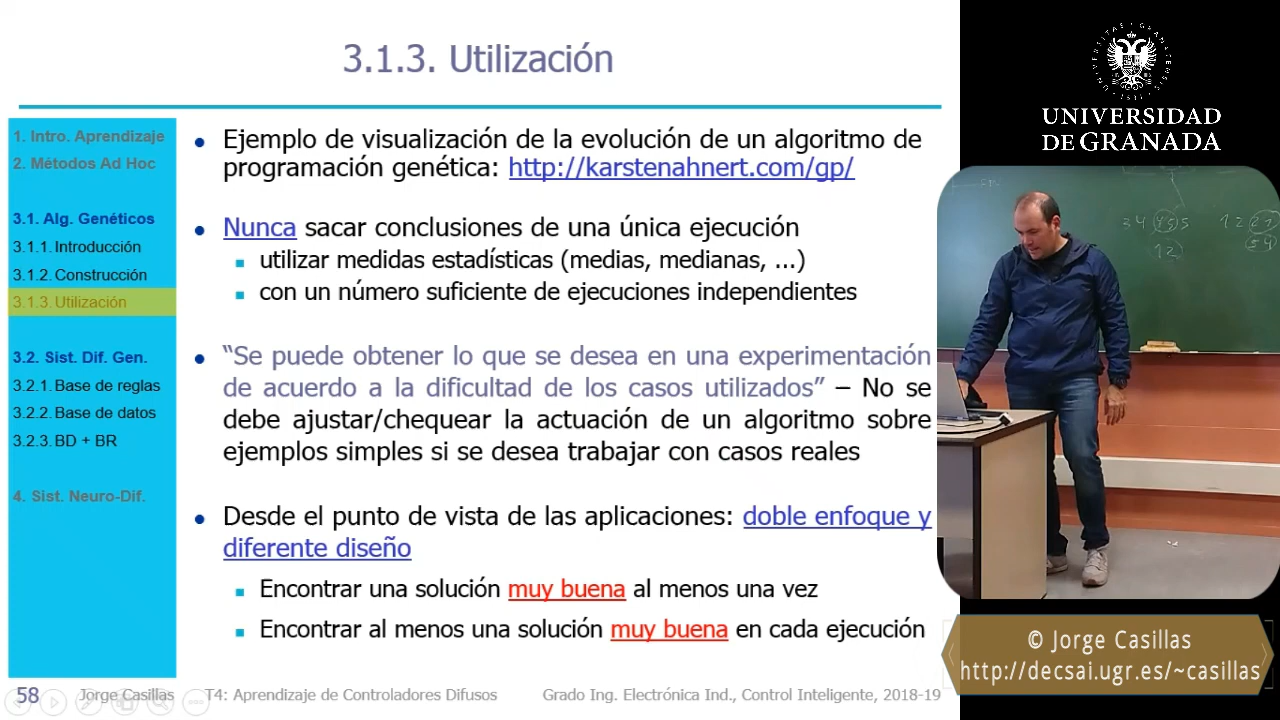 3.1.3. Utilización
1. Intro. Aprendizaje
2. Métodos Ad Hoc
3.1. Alg. Genéticos
3.1.1. Introducción
3.1.2. Construcción
3.1.3. Utilización
3.2. Sist. Dif. Gen.
3.2.1. Base de reglas
3.2.2. Base de datos
3.2.3. BD + BR
4. Sist. Neuro-Dif.
Ejemplo de visualización de la evolución de un algoritmo de
programación genética: http://karstenahnert.com/gp/
Nunca sacar conclusiones de una única ejecución
utilizar medidas estadísticas (medias, medianas, ...)
con un número suficiente de ejecuciones independientes
“Se puede obtener lo que se desea en una experimentación
de acuerdo a la dificultad de los casos utilizados” – No se
debe ajustar/chequear la actuación de un algoritmo sobre
ejemplos simples si se desea trabajar con casos reales
Desde el punto de vista de las aplicaciones: doble enfoque y
diferente diseño
Encontrar una solución muy buena al menos una vez
Encontrar al menos una solución muy buena en cada ejecución
58 Jorge Casillas T4: Aprendizaje de Controladores Difusos Grado Ing. Electrónica Ind., Control Inteligente, 2018-19
UNIVERSIDAD
DE GRANADA
© Jorge Casillas
http://decsai.ugr.es/~casillas